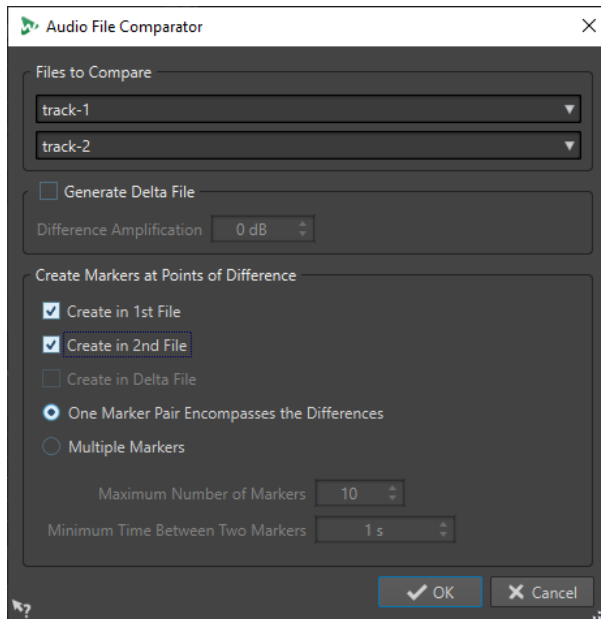 Audio File Comparator
Files to Compare
track-1
track-2
Generate Delta File
Difference Amplification 0 dB
Create Markers at Points of Difference
Create in 1st File
Create in 2nd File
Create in Delta File
One Marker Pair Encompasses the Differences
Multiple Markers
Maximum Number of Markers 10
Minimum Time Between Two Markers 1 s
OK Cancel
?